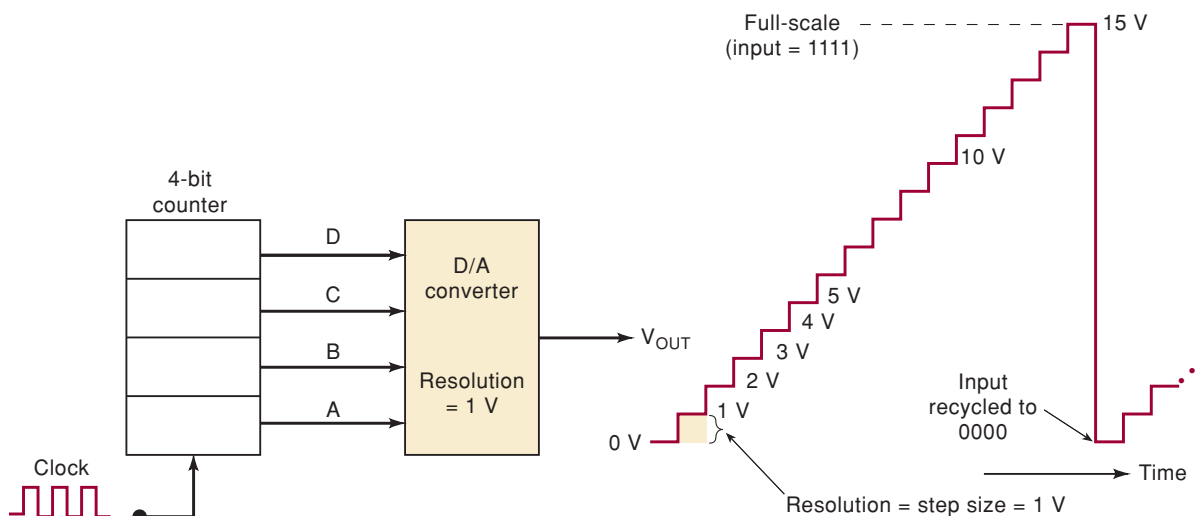 4-bit
counter
D
C
B
A
Clock
D/A
converter
Resolution
= 1 V
V_OUT
Full-scale
(input = 1111)
15 V
10 V
5 V
4 V
3 V
2 V
1 V
0 V
Input
recycled to
0000
Time
Resolution = step size = 1 V